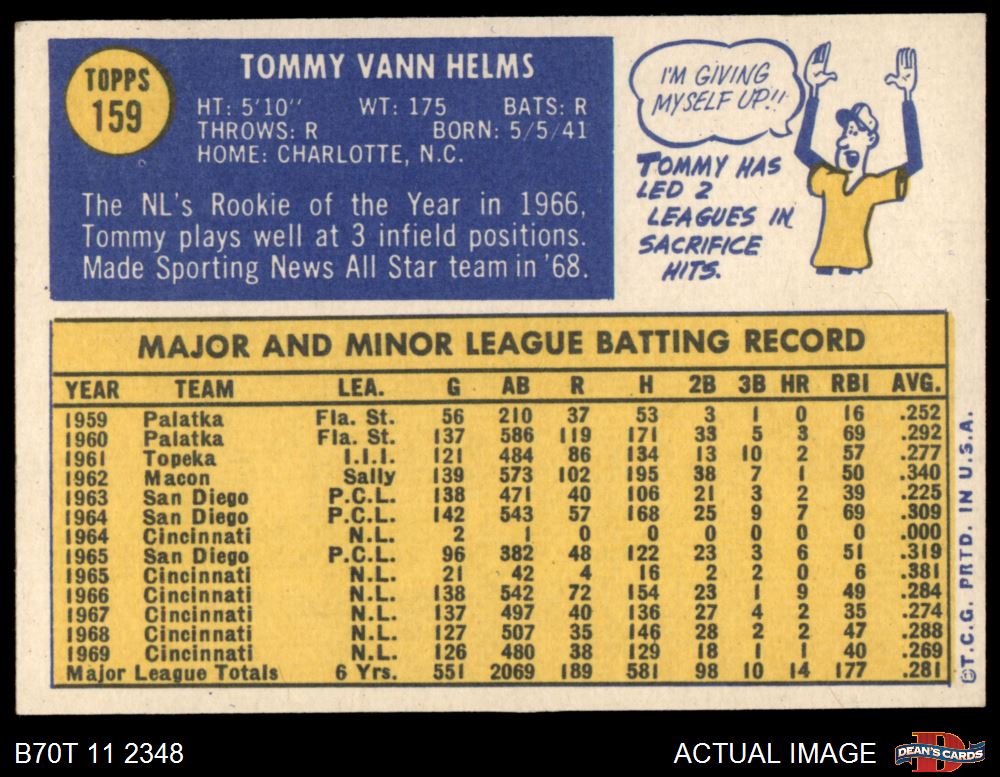 TOPPS
159
TOMMY VANN HELMS
HT: 5'10" WT: 175 BATS: R
THROWS: R BORN: 5/5/41
HOME: CHARLOTTE, N.C.
The NL's Rookie of the Year in 1966,
Tommy plays well at 3 infield positions.
Made Sporting News All Star team in '68.
I'M GIVING
MYSELF UP!!
TOMMY HAS
LED 2
LEAGUES IN
SACRIFICE
HITS.
MAJOR AND MINOR LEAGUE BATTING RECORD
YEAR TEAM LEA. G AB R H 2B 3B HR RBI AVG.
1959 Palatka Fla. St. 56 210 37 53 3 1 0 16 .252
1960 Palatka Fla. St. 137 586 119 171 33 5 3 69 .292
1961 Topeka I.I.I. 121 484 86 134 13 10 2 57 .277
1962 Macon Sally 139 573 102 195 38 7 1 50 .340
1963 San Diego P.C.L. 138 471 40 106 21 3 2 39 .225
1964 San Diego P.C.L. 142 543 57 168 25 9 7 69 .309
1964 Cincinnati N.L. 2 1 0 0 0 0 0 0 .000
1965 San Diego P.C.L. 96 382 48 122 23 3 6 51 .319
1965 Cincinnati N.L. 21 42 4 16 2 2 0 6 .381
1966 Cincinnati N.L. 138 542 72 154 23 1 9 49 .284
1967 Cincinnati N.L. 137 497 40 136 27 4 2 35 .274
1968 Cincinnati N.L. 127 507 35 146 28 2 2 47 .288
1969 Cincinnati N.L. 126 480 38 129 18 1 1 40 .269
Major League Totals 6 Yrs. 551 2069 189 581 98 10 14 177 .281
©T.C.G. PRTD. IN U.S.A.
B70T 11 2348
ACTUAL IMAGE
DEAN'S CARDS